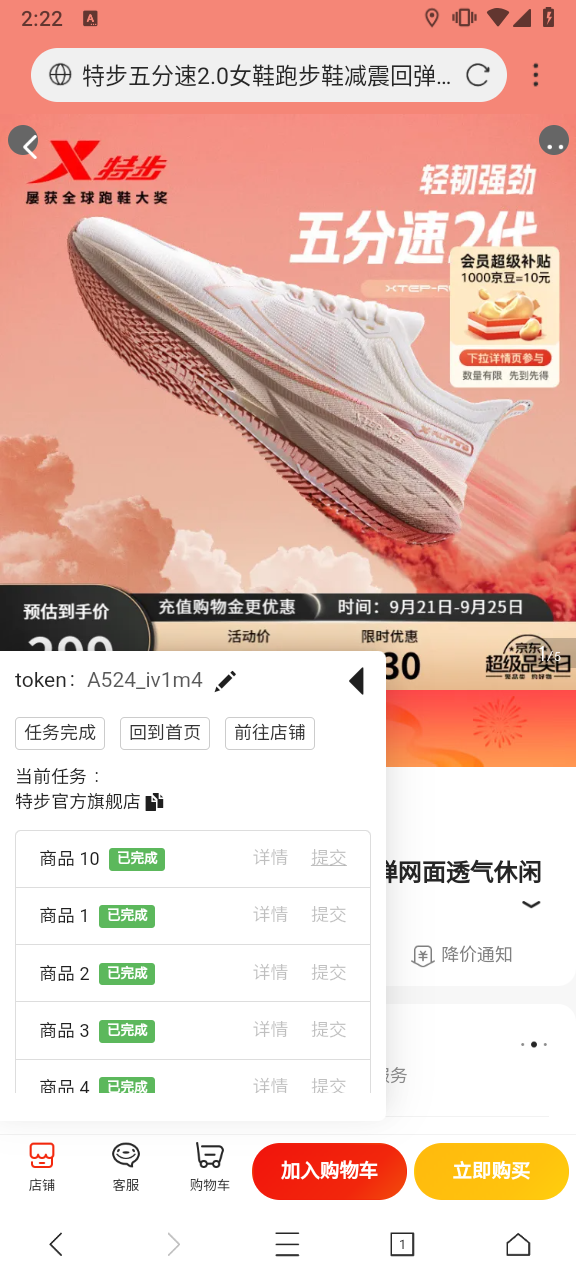 2:22
A
特步五分速2.0女鞋跑步鞋减震回弹...
X 特步
屡获全球跑鞋大奖
轻韧强劲
五分速2代
会员超级补贴
1000京豆=10元
下拉详情页参与
数量有限 先到先得
预估到手价
充值购物金更优惠
时间：9月21日-9月25日
活动价
限时优惠
30
京东
超级品类日
token： A524_iv1m4
任务完成
回到首页
前往店铺
当前任务：
特步官方旗舰店
商品 10 已完成 详情 提交
商品 1 已完成 详情 提交
商品 2 已完成 详情 提交
商品 3 已完成 详情 提交
商品 4 已完成 详情 提交
弹网面透气休闲
降价通知
服务
店铺
客服
购物车
加入购物车
立即购买
1